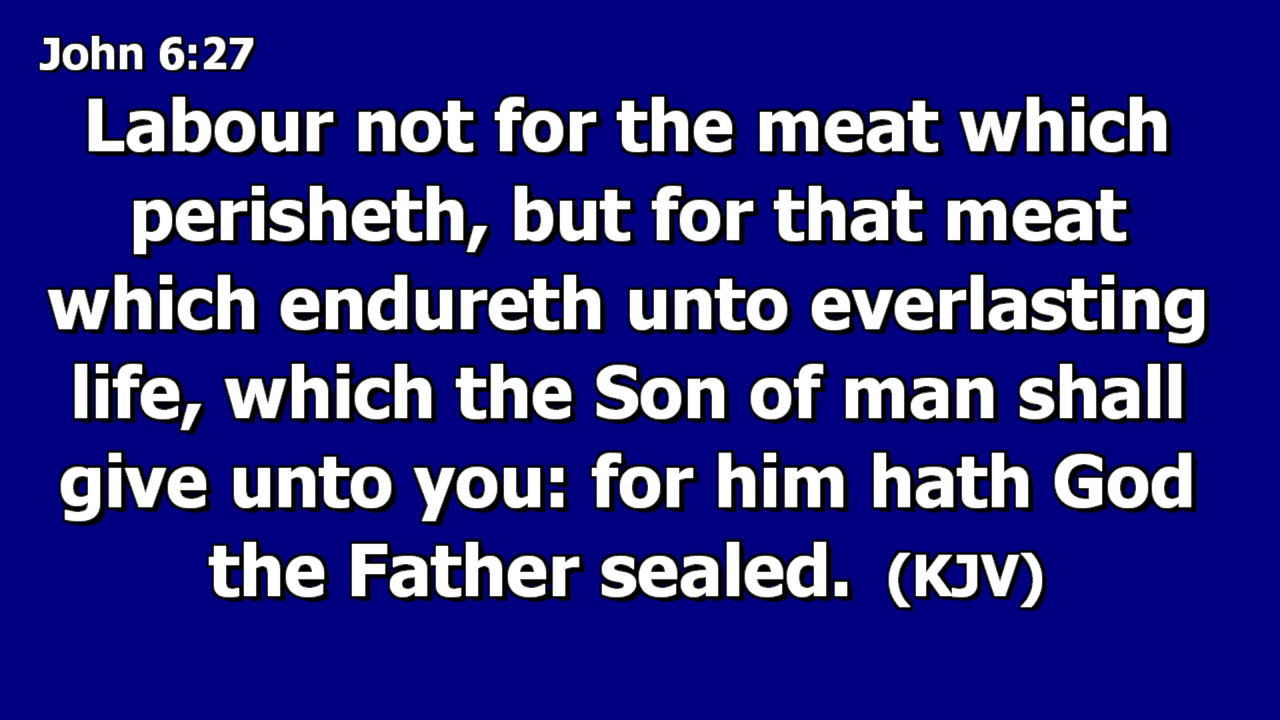 John 6:27
Labour not for the meat which
perisheth, but for that meat
which endureth unto everlasting
life, which the Son of man shall
give unto you: for him hath God
the Father sealed. (KJV)